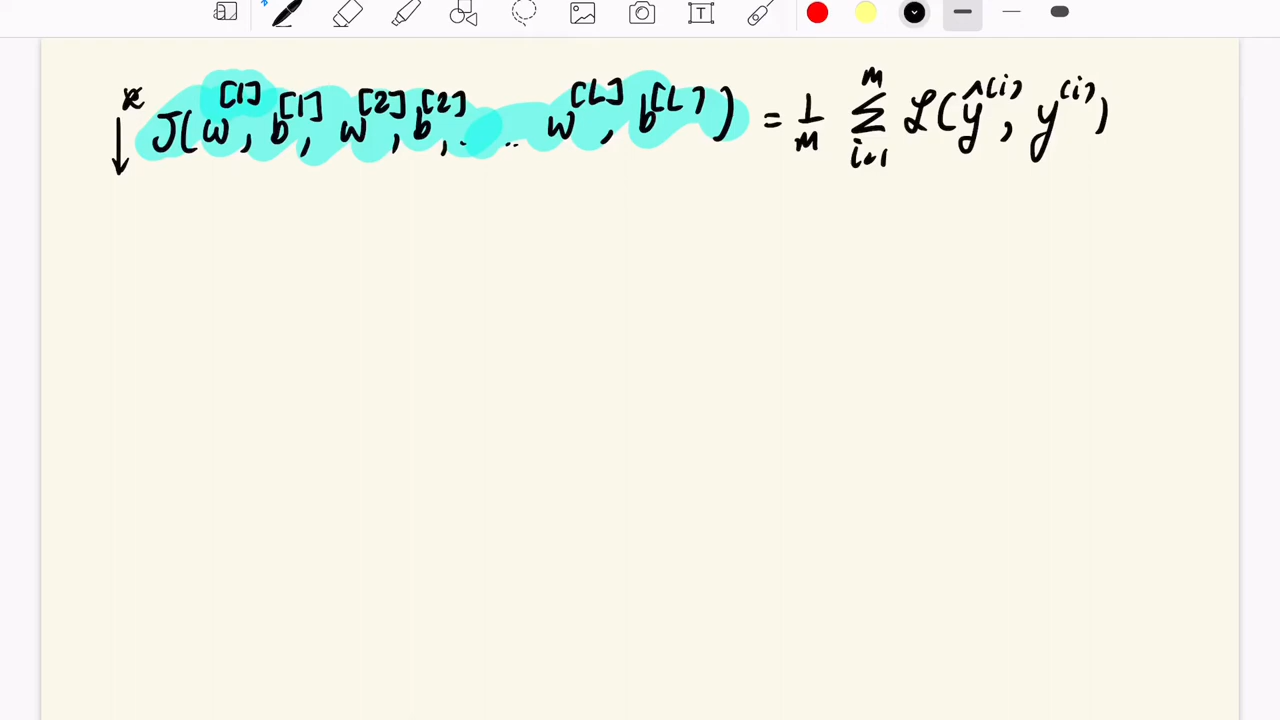 J(w^[1], b^[1], w^[2], b^[2], ..... w^[L], b^[L]) = 1/m Σ_{i=1}^{m} ℒ(ŷ^(i), y^(i))